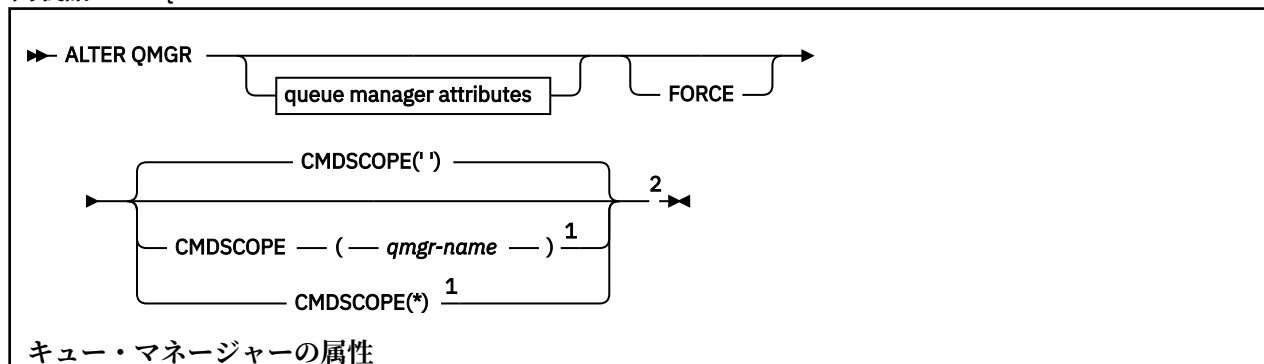 ALTER QMGR
queue manager attributes
FORCE
CMDSCOPE(' ')
2
CMDSCOPE ( qmgr-name ) 1
CMDSCOPE(*) 1
キュー・マネージャーの属性